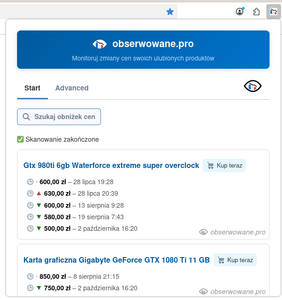 obserwowane.pro
Monitoruj zmiany cen swoich ulubionych produktów
Start Advanced
Szukaj obniżek cen
Skanowanie zakończone
Gtx 980ti 6gb Waterforce extreme super overclock Kup teraz
600,00 zł – 28 lipca 19:28
630,00 zł – 28 lipca 20:39
600,00 zł – 13 sierpnia 9:28
580,00 zł – 19 sierpnia 7:43
500,00 zł – 2 października 16:20
obserwowane.pro
Karta graficzna Gigabyte GeForce GTX 1080 Ti 11 GB Kup teraz
850,00 zł – 8 sierpnia 21:15
750,00 zł – 2 października 16:20
obserwowane.pro